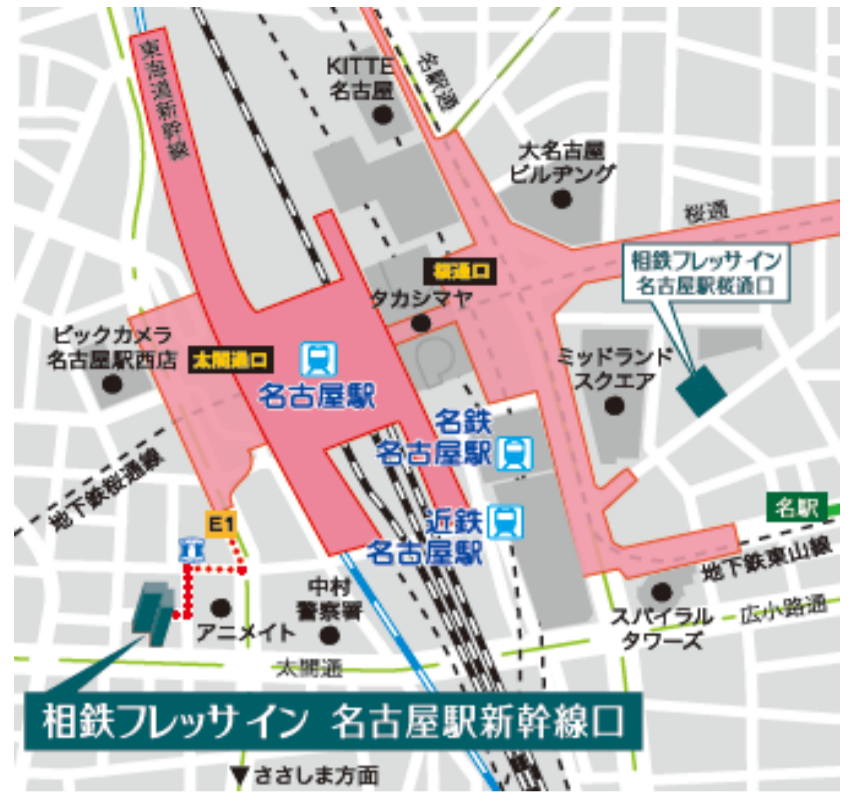 KITTE
名古屋
名駅通
東海道新幹線
大名古屋
ビルヂング
桜通
桜通口
相鉄フレッサイン
名古屋駅桜通口
タカシマヤ
ビックカメラ
名古屋駅西店
太閤通口
名古屋駅
ミッドランド
スクエア
名鉄
名古屋駅
地下鉄桜通線
E1
近鉄
名古屋駅
名駅
地下鉄東山線
中村
警察署
アニメイト
スパイラル
タワーズ
広小路通
太閤通
相鉄フレッサイン 名古屋駅新幹線口
▼ささしま方面